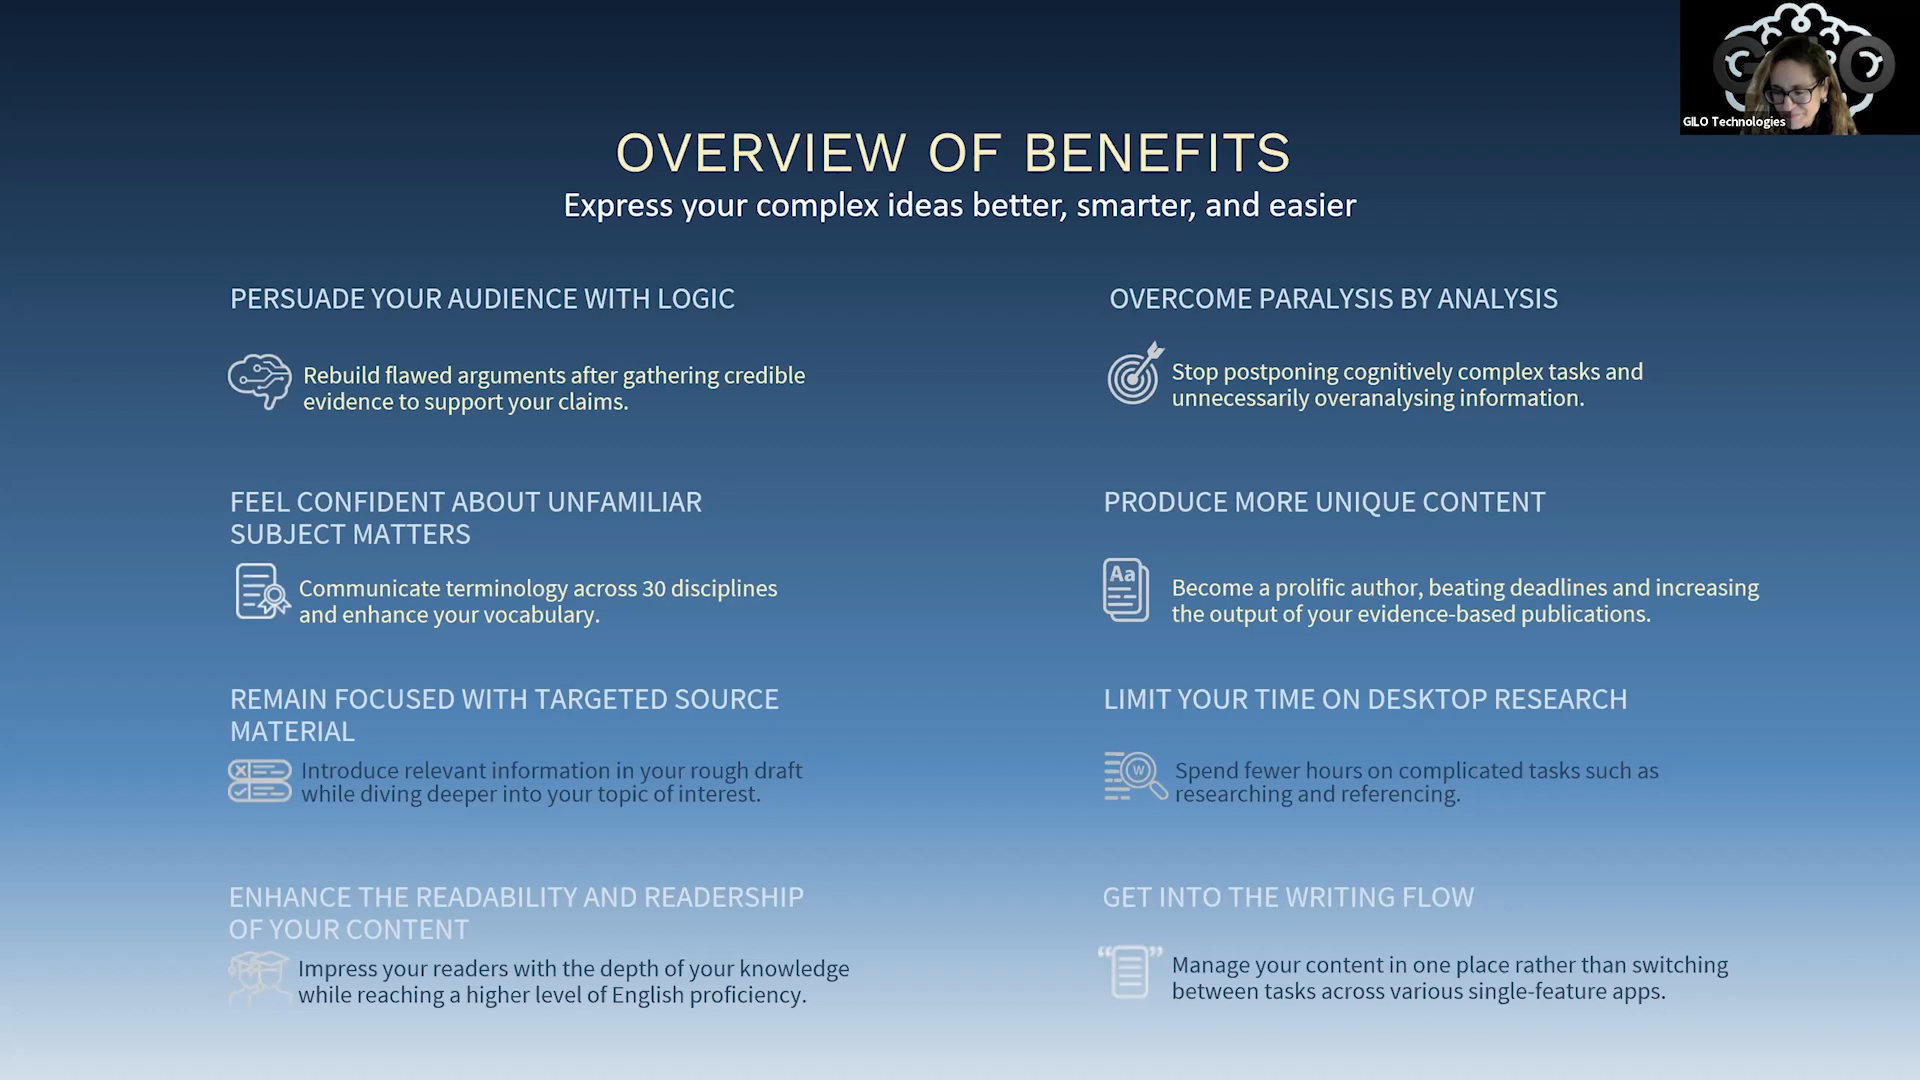 OVERVIEW OF BENEFITS
Express your complex ideas better, smarter, and easier
GILO Technologies
PERSUADE YOUR AUDIENCE WITH LOGIC
Rebuild flawed arguments after gathering credible
evidence to support your claims.
OVERCOME PARALYSIS BY ANALYSIS
Stop postponing cognitively complex tasks and
unnecessarily overanalysing information.
FEEL CONFIDENT ABOUT UNFAMILIAR
SUBJECT MATTERS
Communicate terminology across 30 disciplines
and enhance your vocabulary.
PRODUCE MORE UNIQUE CONTENT
Aa
Become a prolific author, beating deadlines and increasing
the output of your evidence-based publications.
REMAIN FOCUSED WITH TARGETED SOURCE
MATERIAL
Introduce relevant information in your rough draft
while diving deeper into your topic of interest.
LIMIT YOUR TIME ON DESKTOP RESEARCH
W
Spend fewer hours on complicated tasks such as
researching and referencing.
ENHANCE THE READABILITY AND READERSHIP
OF YOUR CONTENT
Impress your readers with the depth of your knowledge
while reaching a higher level of English proficiency.
GET INTO THE WRITING FLOW
Manage your content in one place rather than switching
between tasks across various single-feature apps.